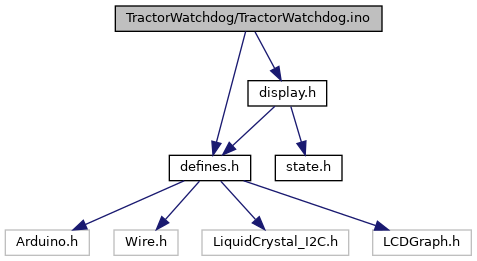 TractorWatchdog/TractorWatchdog.ino
display.h
defines.h
state.h
Arduino.h
Wire.h
LiquidCrystal_I2C.h
LCDGraph.h